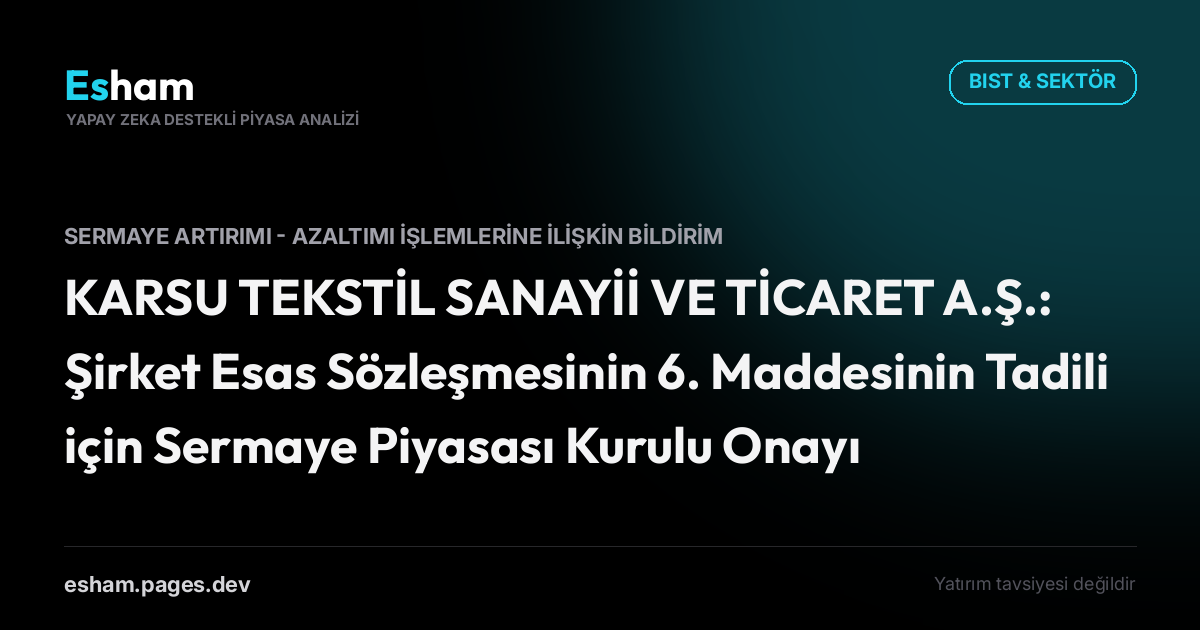 Esham
YAPAY ZEKA DESTEKLİ PİYASA ANALİZİ
BIST & SEKTÖR
SERMAYE ARTIRIMI - AZALTIMI İŞLEMLERİNE İLİŞKİN BİLDİRİM
KARSU TEKSTİL SANAYİİ VE TİCARET A.Ş.:
Şirket Esas Sözleşmesinin 6. Maddesinin Tadili
için Sermaye Piyasası Kurulu Onayı
esham.pages.dev
Yatırım tavsiyesi değildir